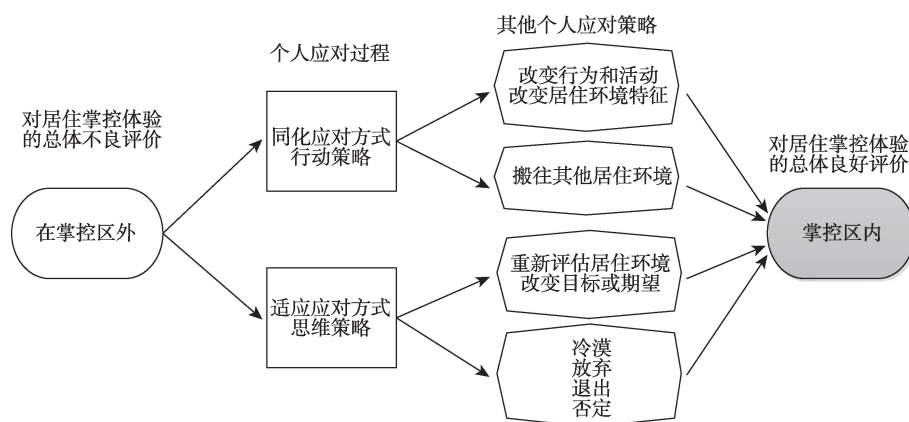 其他个人应对策略
个人应对过程
改变行为和活动
改变居住环境特征
对居住掌控体验
的总体不良评价
同化应对方式
行动策略
对居住掌控体验
的总体良好评价
搬往其他居住环境
在掌控区外
掌控区内
重新评估居住环境
改变目标或期望
适应应对方式
思维策略
冷漠
放弃
退出
否定